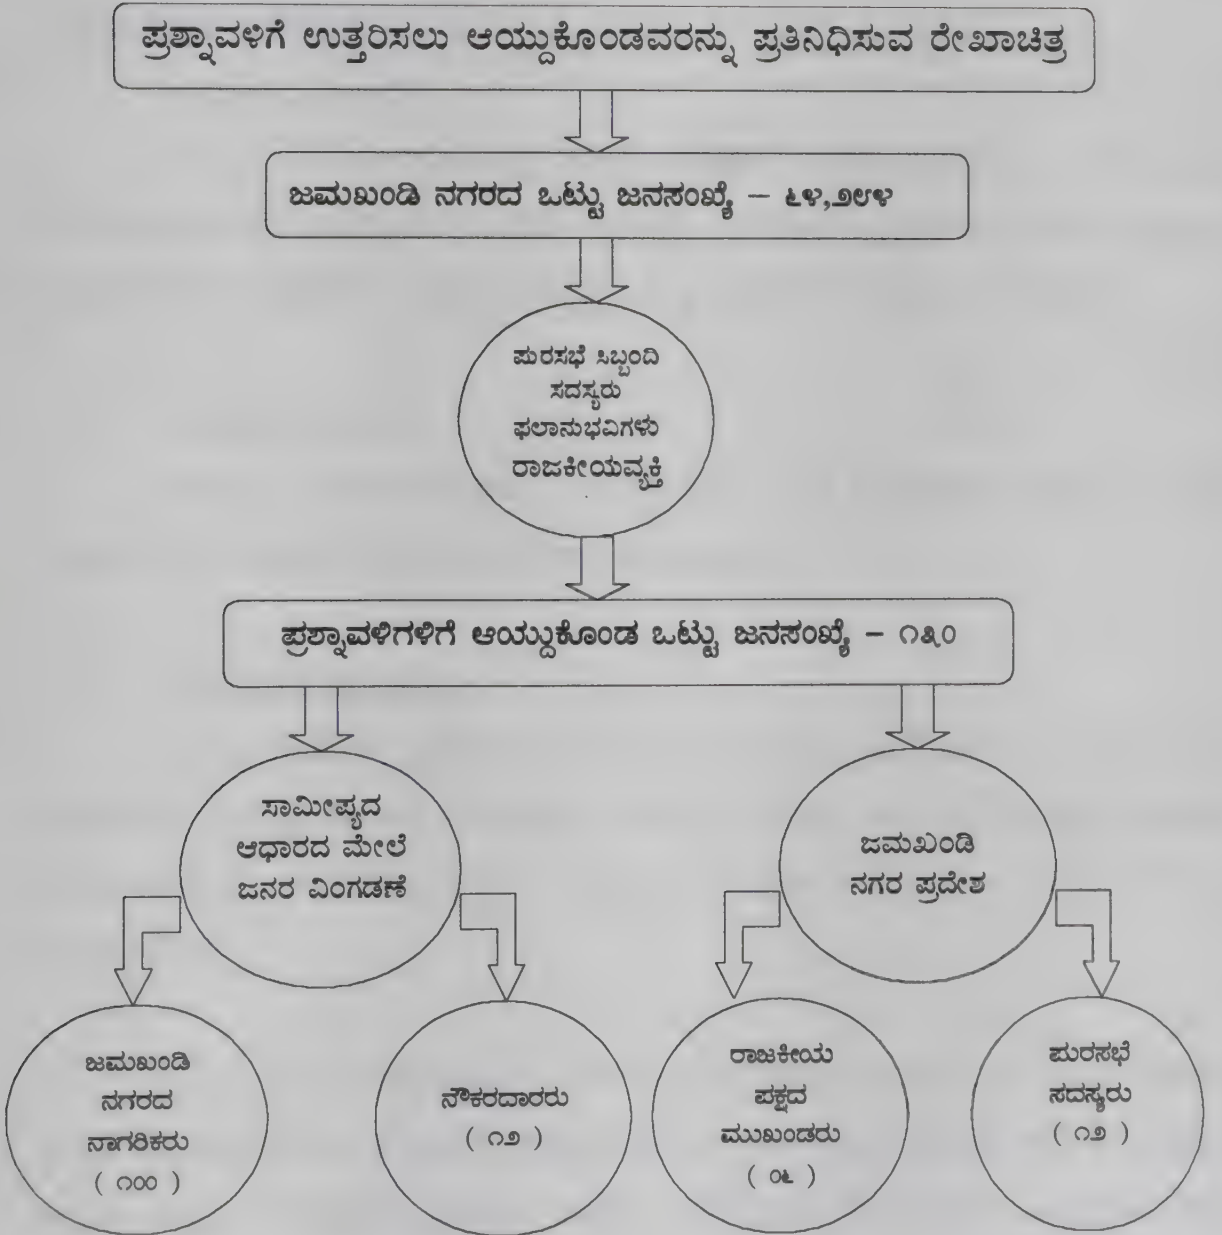 ಪ್ರಶ್ನಾವಳಿಗೆ ಉತ್ತರಿಸಲು ಆಯ್ದುಕೊಂಡವರನ್ನು ಪ್ರತಿನಿಧಿಸುವ ರೇಖಾಚಿತ್ರ
ಜಮಖಂಡಿ ನಗರದ ಒಟ್ಟು ಜನಸಂಖ್ಯೆ – ೬೪,೨೮೪
ಪುರಸಭೆ ಸಿಬ್ಬಂದಿ
ಸದಸ್ಯರು
ಫಲಾನುಭವಿಗಳು
ರಾಜಕೀಯವ್ಯಕ್ತಿ
ಪ್ರಶ್ನಾವಳಿಗಳಿಗೆ ಆಯ್ದುಕೊಂಡ ಒಟ್ಟು ಜನಸಂಖ್ಯೆ – ೧೩೦
ಸಾಮೀಪ್ಯದ
ಆಧಾರದ ಮೇಲೆ
ಜನರ ವಿಂಗಡಣೆ
ಜಮಖಂಡಿ
ನಗರ ಪ್ರದೇಶ
ಜಮಖಂಡಿ
ನಗರದ
ನಾಗರಿಕರು
( ೧೦೦ )
ನೌಕರದಾರರು
( ೧೨ )
ರಾಜಕೀಯ
ಪಕ್ಷದ
ಮುಖಂಡರು
( ೦೬ )
ಪುರಸಭೆ
ಸದಸ್ಯರು
( ೧೨ )